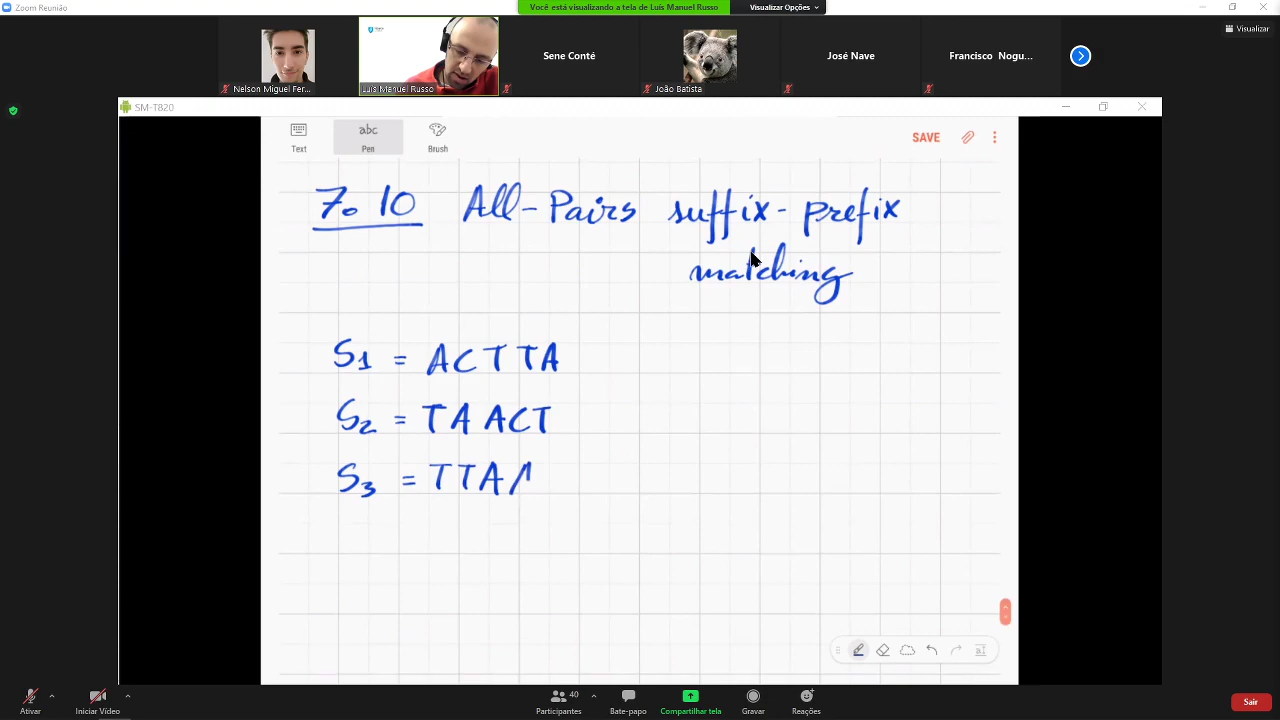 Zoom Reunião
Você está visualizando a tela de Luís Manuel Russo
Visualizar Opções
Visualizar
Nelson Miguel Fer...
Luís Manuel Russo
Sene Conté
João Batista
José Nave
Francisco Nogu...
SM-T820
Text
abc
Pen
Brush
SAVE
7.10 All-Pairs suffix-prefix
matching
S1 = ACTTA
S2 = TAACT
S3 = TTA
Ativar
Iniciar Vídeo
40
Participantes
Bate-papo
Compartilhar tela
Gravar
Reações
Sair